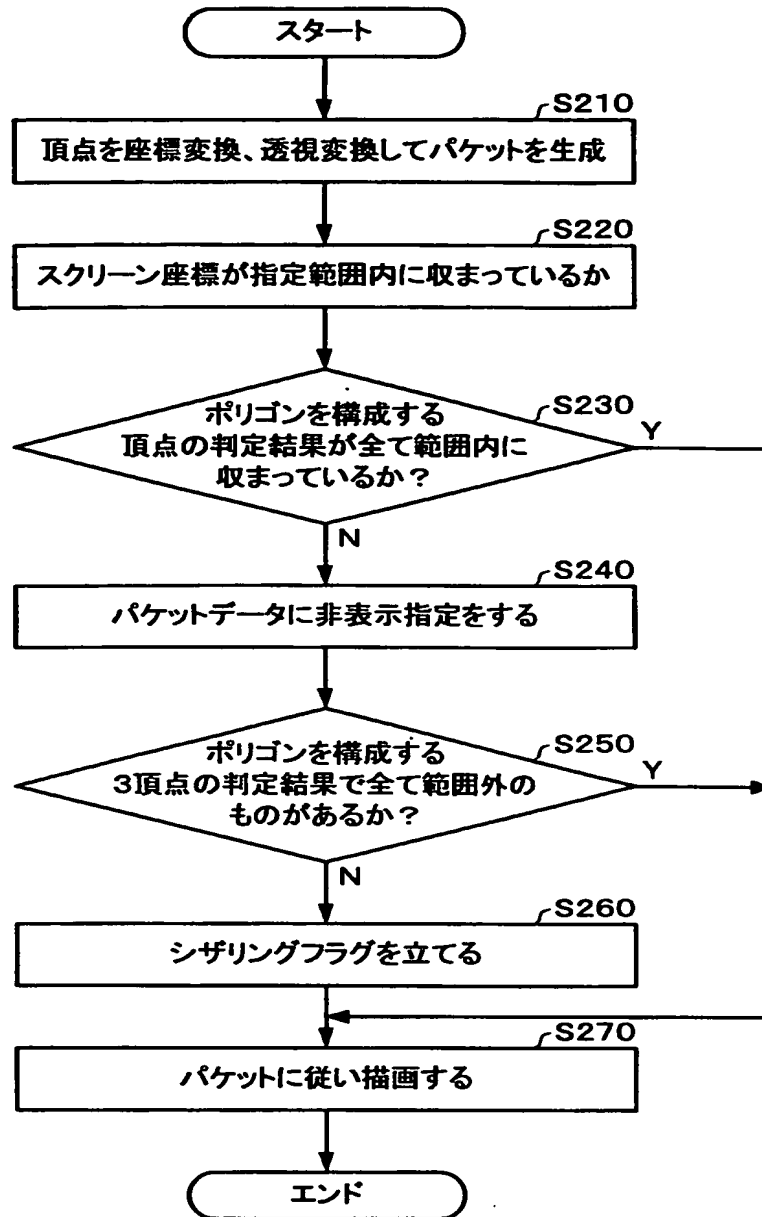 スタート
S210
頂点を座標変換、透視変換してパケットを生成
S220
スクリーン座標が指定範囲内に収まっているか
S230
ポリゴンを構成する
頂点の判定結果が全て範囲内に
収まっているか？
Y
N
S240
パケットデータに非表示指定をする
S250
ポリゴンを構成する
3頂点の判定結果で全て範囲外の
ものがあるか？
Y
N
S260
シザリングフラグを立てる
S270
パケットに従い描画する
エンド